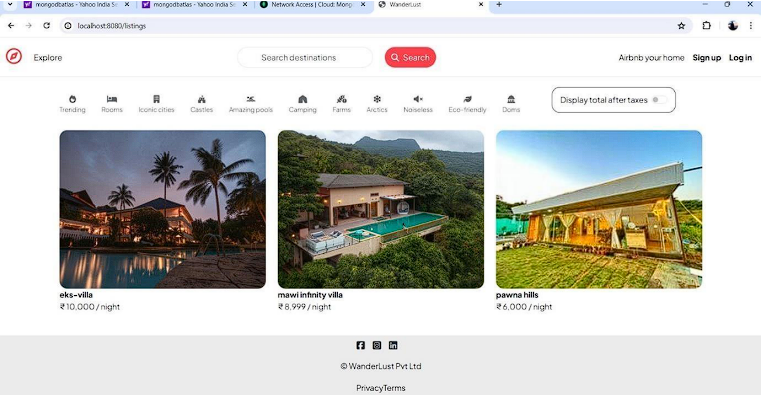 mongodbatlas - Yahoo India Se
mongodbatlas - Yahoo India Se
Network Access | Cloud: Mong
WanderLust
localhost:8080/listings
Explore
Search destinations
Search
Airbnb your home Sign up Log in
Trending Rooms Iconic cities Castles Amazing pools Camping Farms Arctics Noiseless Eco-friendly Doms
Display total after taxes
eks-villa
₹ 10,000 / night
mawi infinity villa
₹ 8,999 / night
pawna hills
₹ 6,000 / night
© WanderLust Pvt Ltd
PrivacyTerms